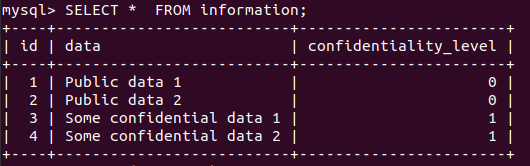 mysql> SELECT *  FROM information;
+----+--------------------------+-----------------------+
| id | data                     | confidentiality_level |
+----+--------------------------+-----------------------+
|  1 | Public data 1            |                     0 |
|  2 | Public data 2            |                     0 |
|  3 | Some confidential data 1 |                     1 |
|  4 | Some confidential data 2 |                     1 |
+----+--------------------------+-----------------------+